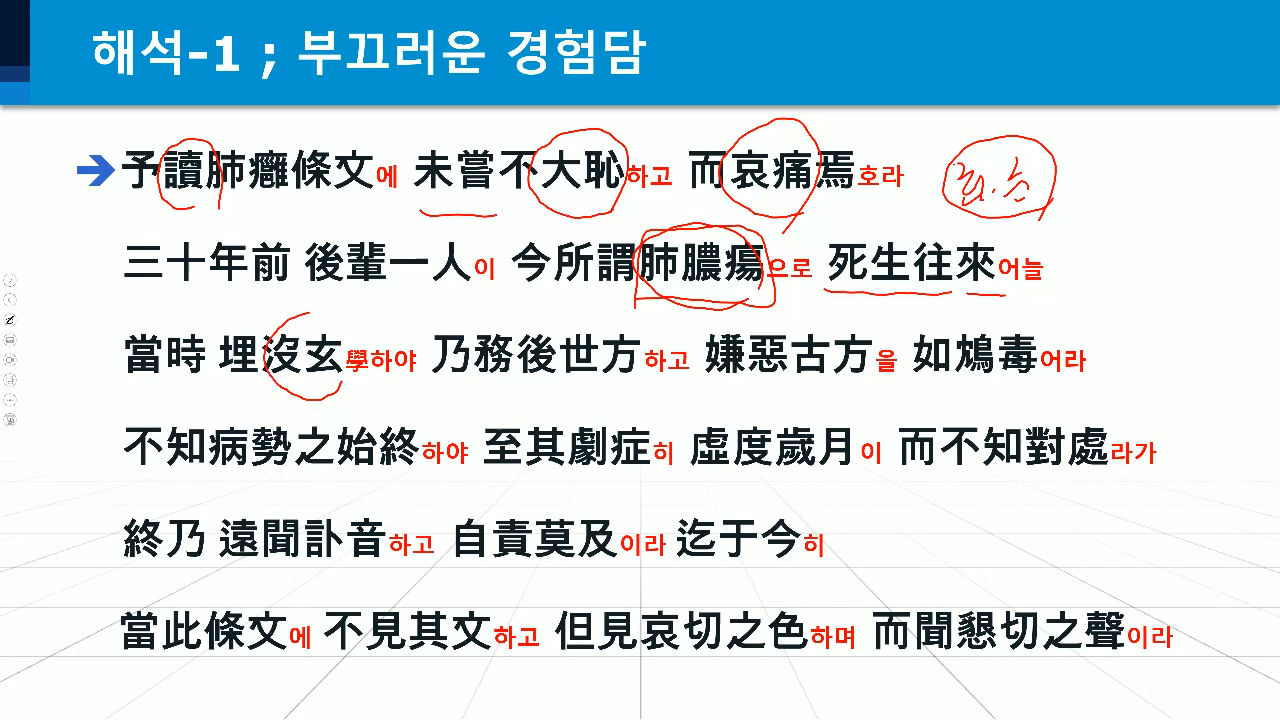 해석-1 ; 부끄러운 경험담
予讀肺癰條文에 未嘗不大恥하고 而哀痛焉호라
三十年前 後輩一人이 今所謂肺膿瘍으로 死生往來어늘
當時 埋沒玄學하야 乃務後世方하고 嫌惡古方을 如鴆毒어라
不知病勢之始終하야 至其劇症히 虛度歲月이 而不知對處라가
終乃 遠聞訃音하고 自責莫及이라 迄于今히
當此條文에 不見其文하고 但見哀切之色하며 而聞懇切之聲이라